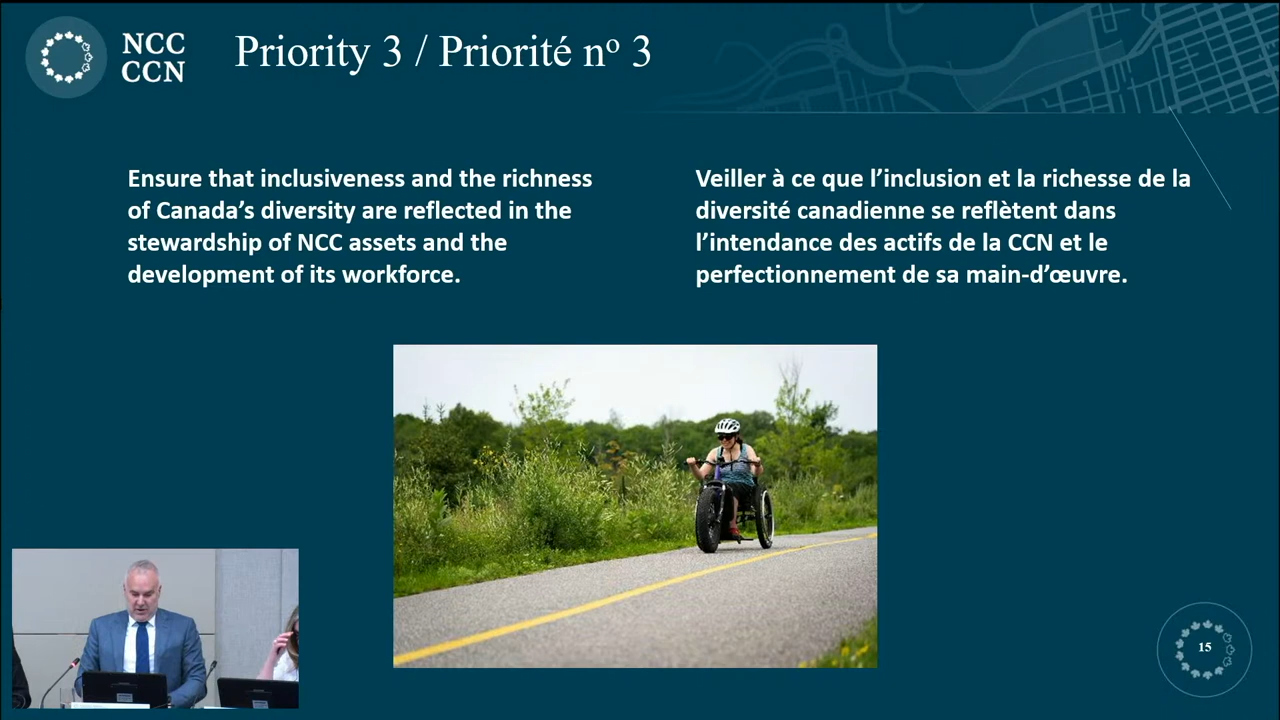 NCC
CCN
Priority 3 / Priorité nº 3
Ensure that inclusiveness and the richness
of Canada’s diversity are reflected in the
stewardship of NCC assets and the
development of its workforce.
Veiller à ce que l’inclusion et la richesse de la
diversité canadienne se reflètent dans
l’intendance des actifs de la CCN et le
perfectionnement de sa main-d’œuvre.
15